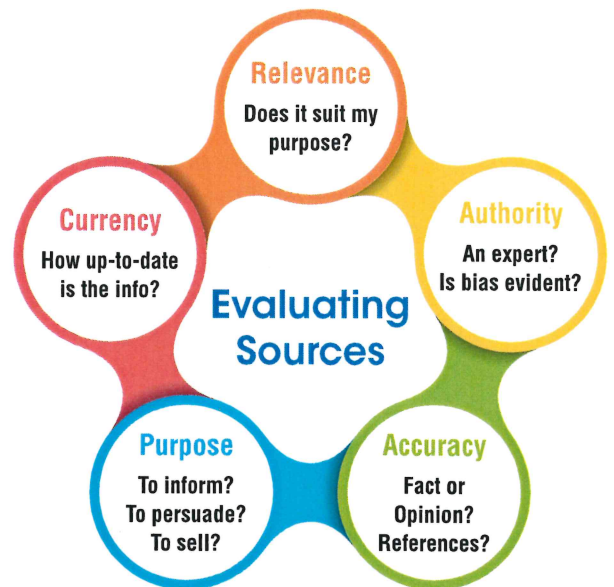 Relevance
Does it suit my
purpose?
Authority
An expert?
Is bias evident?
Accuracy
Fact or
Opinion?
References?
Purpose
To inform?
To persuade?
To sell?
Currency
How up-to-date
is the info?
Evaluating
Sources